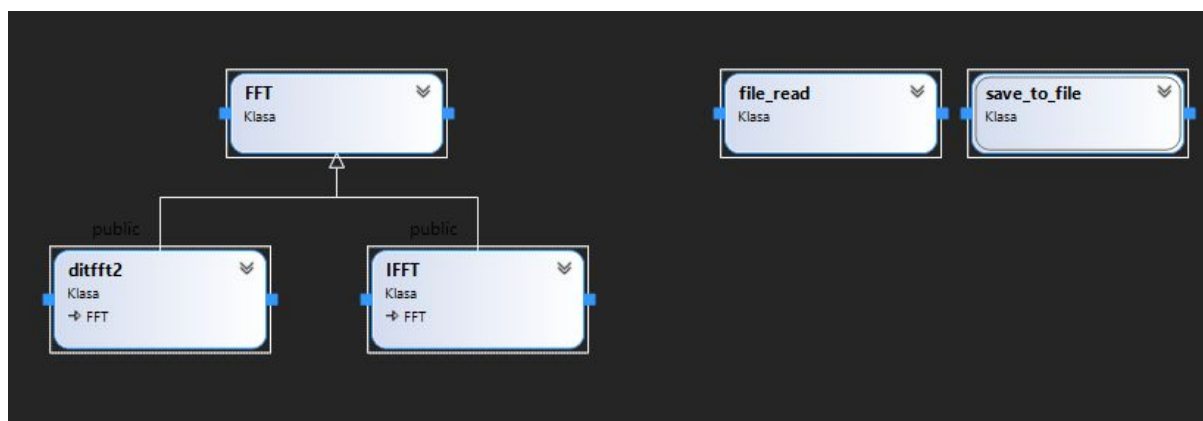 FFT
Klasa
file_read
Klasa
save_to_file
Klasa
public
public
ditfft2
Klasa
FFT
IFFT
Klasa
FFT